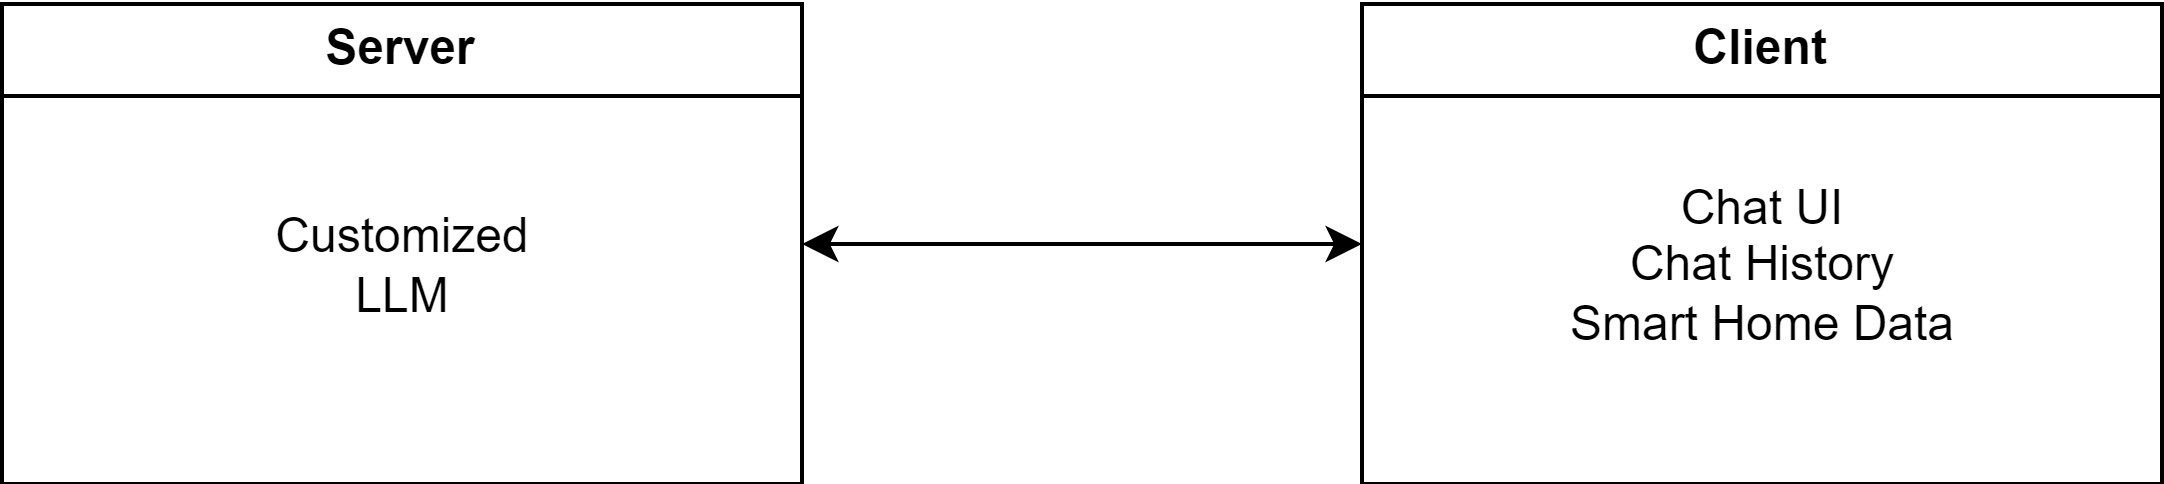 Server
Customized
LLM
Client
Chat UI
Chat History
Smart Home Data